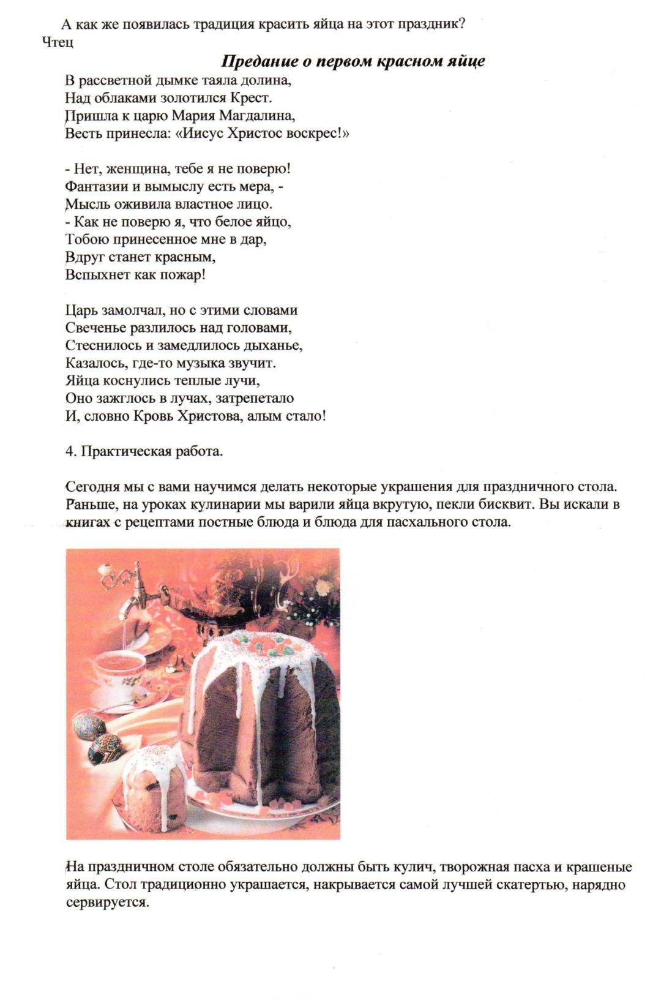 А как же появилась традиция красить яйца на этот праздник?
Чтец
Предание о первом красном яйце
В рассветной дымке таяла долина,
Над облаками золотился Крест.
Пришла к царю Мария Магдалина,
Весть принесла: «Иисус Христос воскрес!»
- Нет, женщина, тебе я не поверю!
Фантазии и вымыслу есть мера, -
Мысль оживила властное лицо.
- Как не поверю я, что белое яйцо,
Тобою принесенное мне в дар,
Вдруг станет красным,
Вспыхнет как пожар!
Царь замолчал, но с этими словами
Свеченье разлилось над головами,
Стеснилось и замедлилось дыханье,
Казалось, где-то музыка звучит.
Яйца коснулись теплые лучи,
Оно зажглось в лучах, затрепетало
И, словно Кровь Христова, алым стало!
4. Практическая работа.
Сегодня мы с вами научимся делать некоторые украшения для праздничного стола.
Раньше, на уроках кулинарии мы варили яйца вкрутую, пекли бисквит. Вы искали в
книгах с рецептами постные блюда и блюда для пасхального стола.
На праздничном столе обязательно должны быть кулич, творожная пасха и крашеные
яйца. Стол традиционно украшается, накрывается самой лучшей скатертью, нарядно
сервируется.